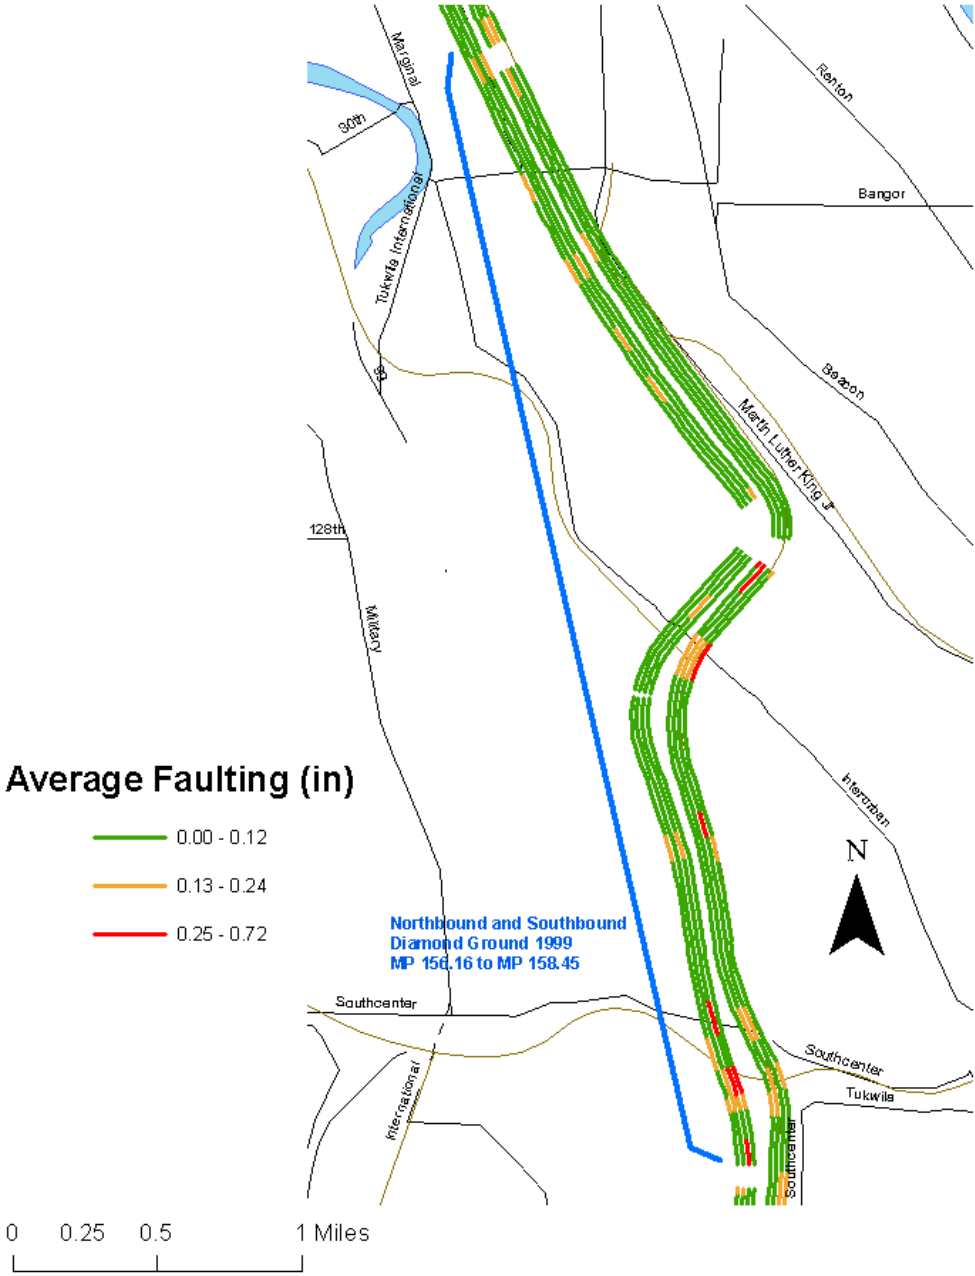 Marginal
Renton
30th
Bangor
Tukwila International
99
Beacon
Martin Luther King Jr
128th
Military
Average Faulting (in)
0.00 - 0.12
0.13 - 0.24
0.25 - 0.72
Interurban
N
Northbound and Southbound
Diamond Ground 1999
MP 156.16 to MP 158.45
Southcenter
Southcenter
Tukwila
International
Southcenter
0 0.25 0.5 1 Miles